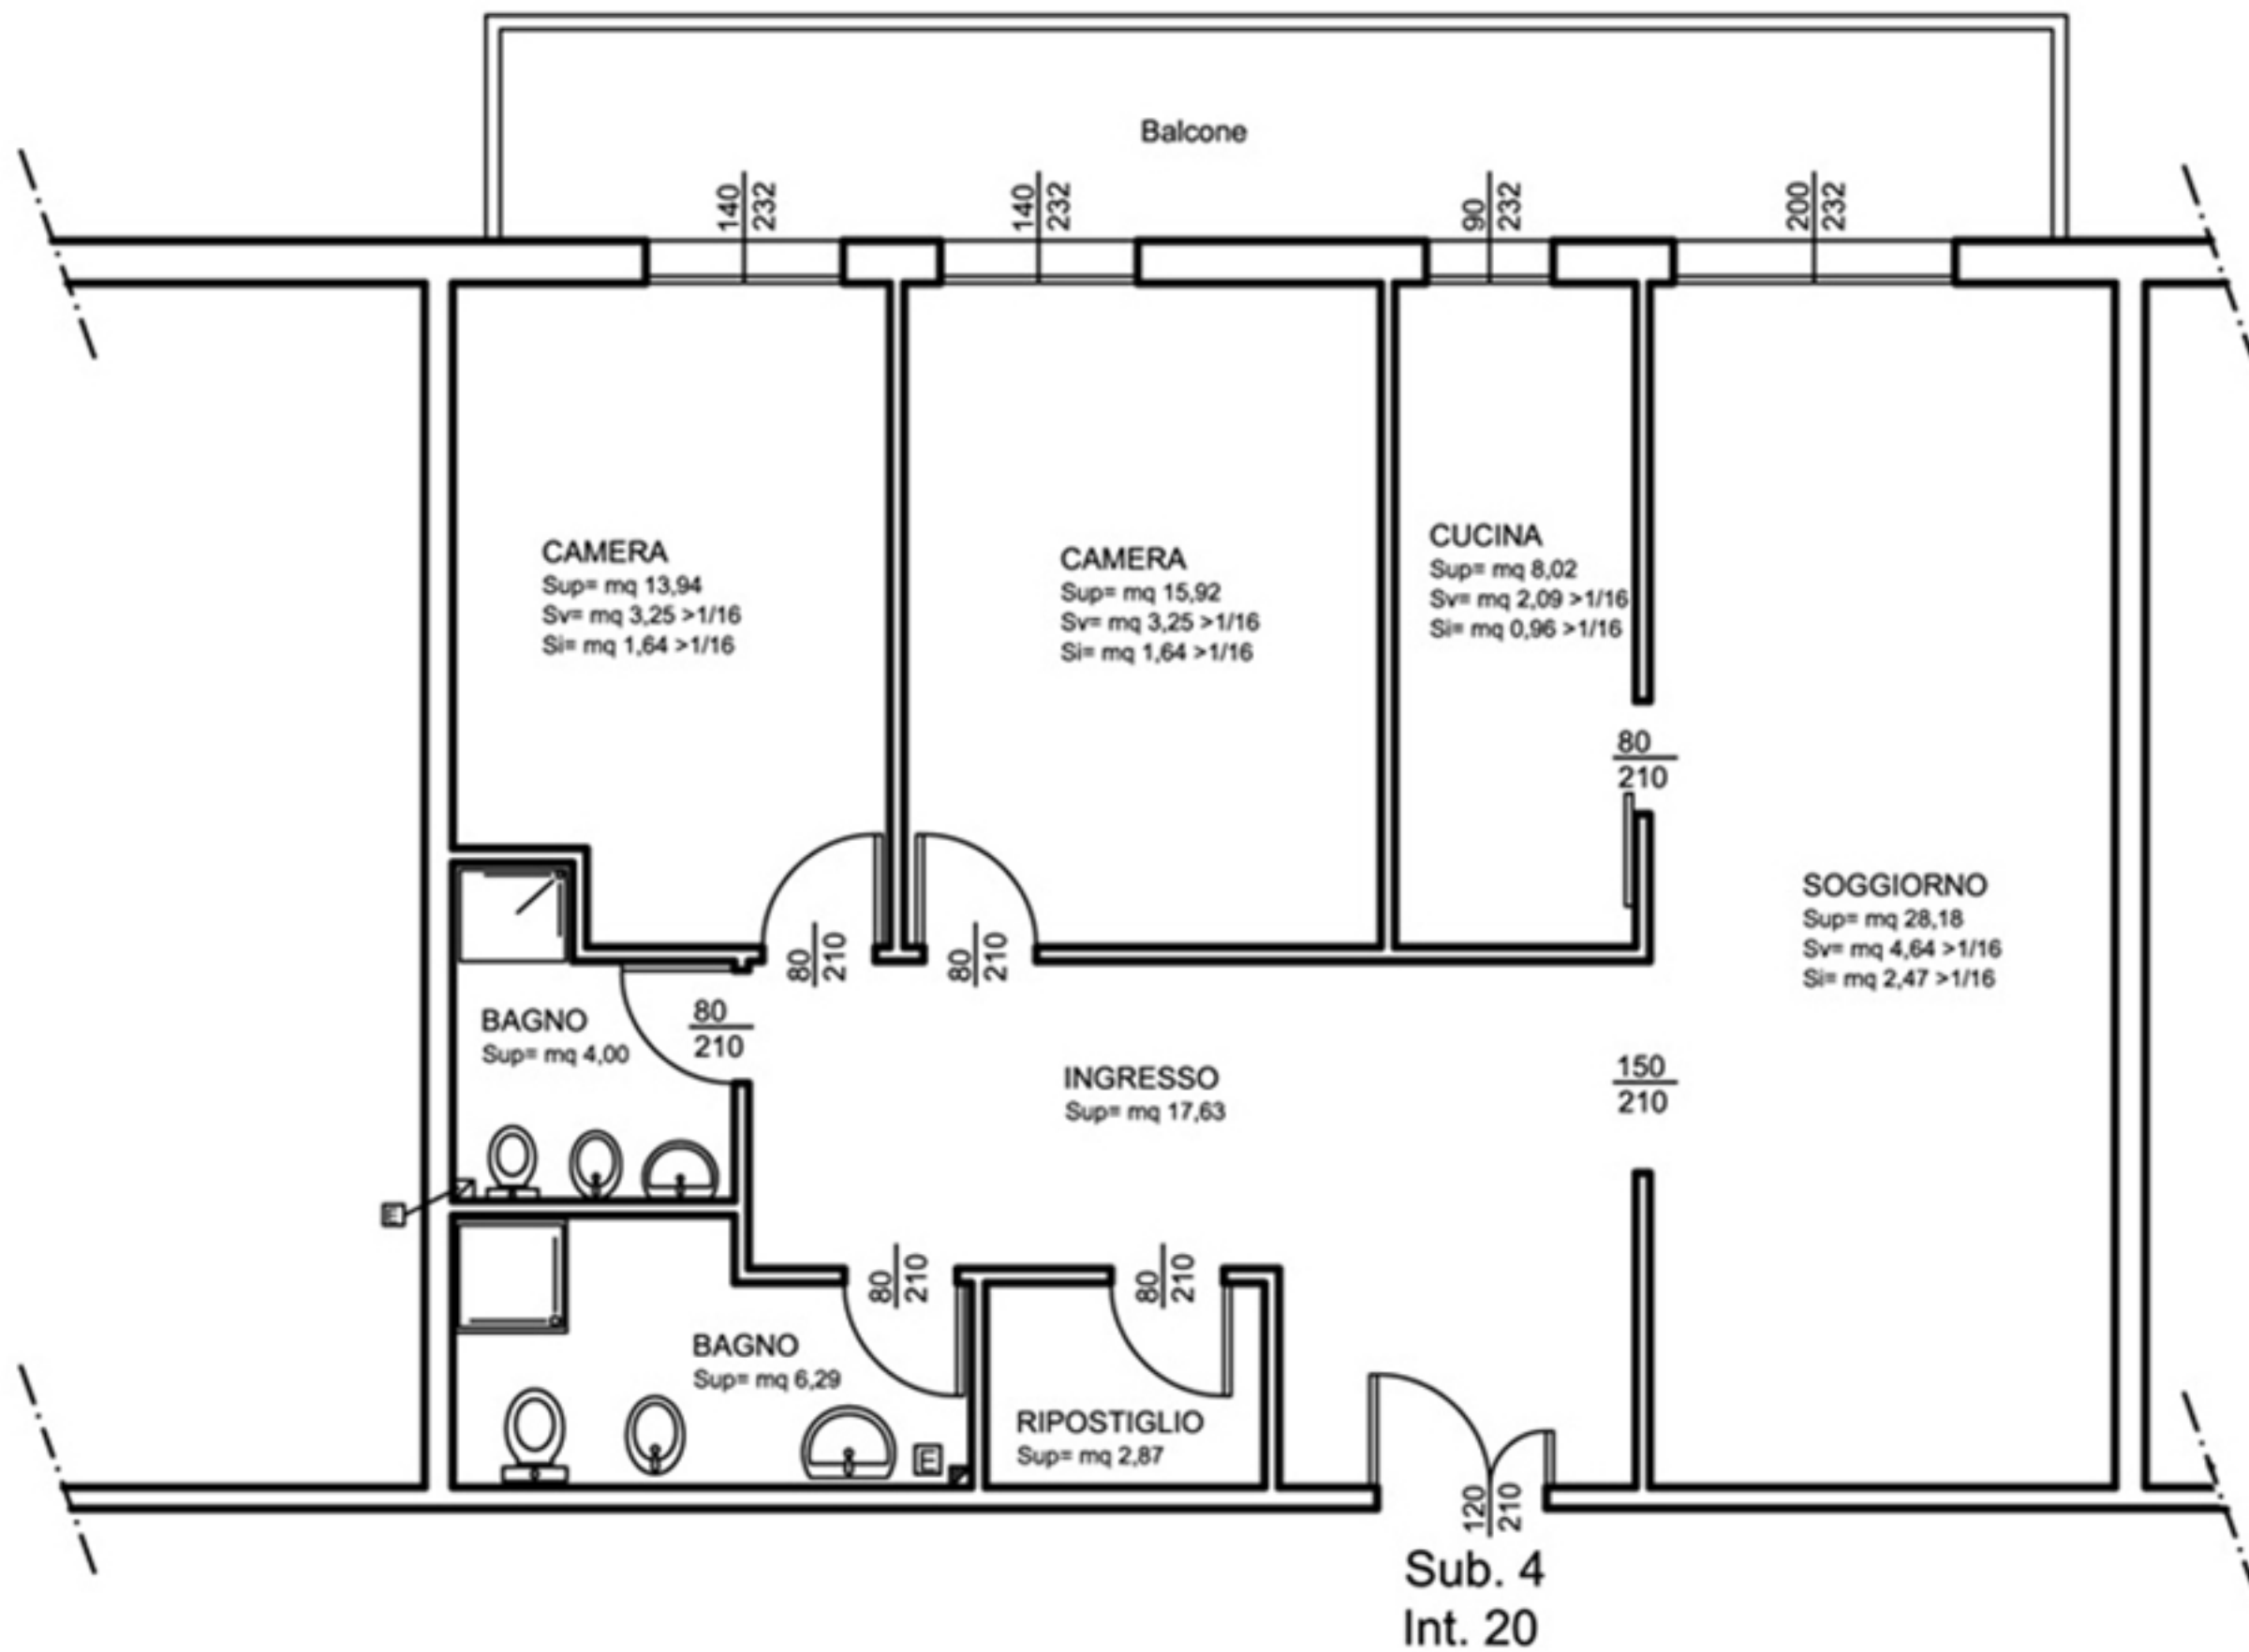 Balcone
140
232
140
232
90
232
200
232
CAMERA
Sup= mq 13,94
Sv= mq 3,25 >1/16
Si= mq 1,64 >1/16
CAMERA
Sup= mq 15,92
Sv= mq 3,25 >1/16
Si= mq 1,64 >1/16
CUCINA
Sup= mq 8,02
Sv= mq 2,09 >1/16
Si= mq 0,96 >1/16
80
210
SOGGIORNO
Sup= mq 28,18
Sv= mq 4,64 >1/16
Si= mq 2,47 >1/16
80
210
80
210
BAGNO
Sup= mq 4,00
80
210
INGRESSO
Sup= mq 17,63
150
210
E
80
210
80
210
BAGNO
Sup= mq 6,29
E
RIPOSTIGLIO
Sup= mq 2,87
120
210
Sub. 4
Int. 20